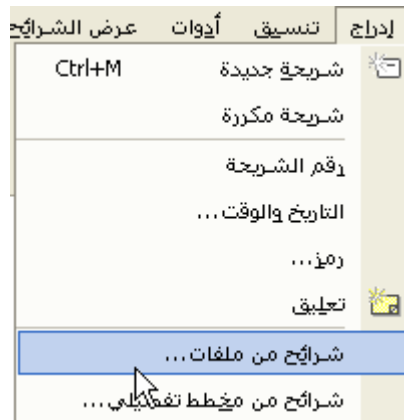 إدراج تنسيق أدوات عرض الشرائح
شريحة جديدة Ctrl+M
شريحة مكررة
رقم الشريحة
التاريخ والوقت...
رمز...
تعليق
شرائح من ملفات...
شرائح من مخطط تفصيلي...